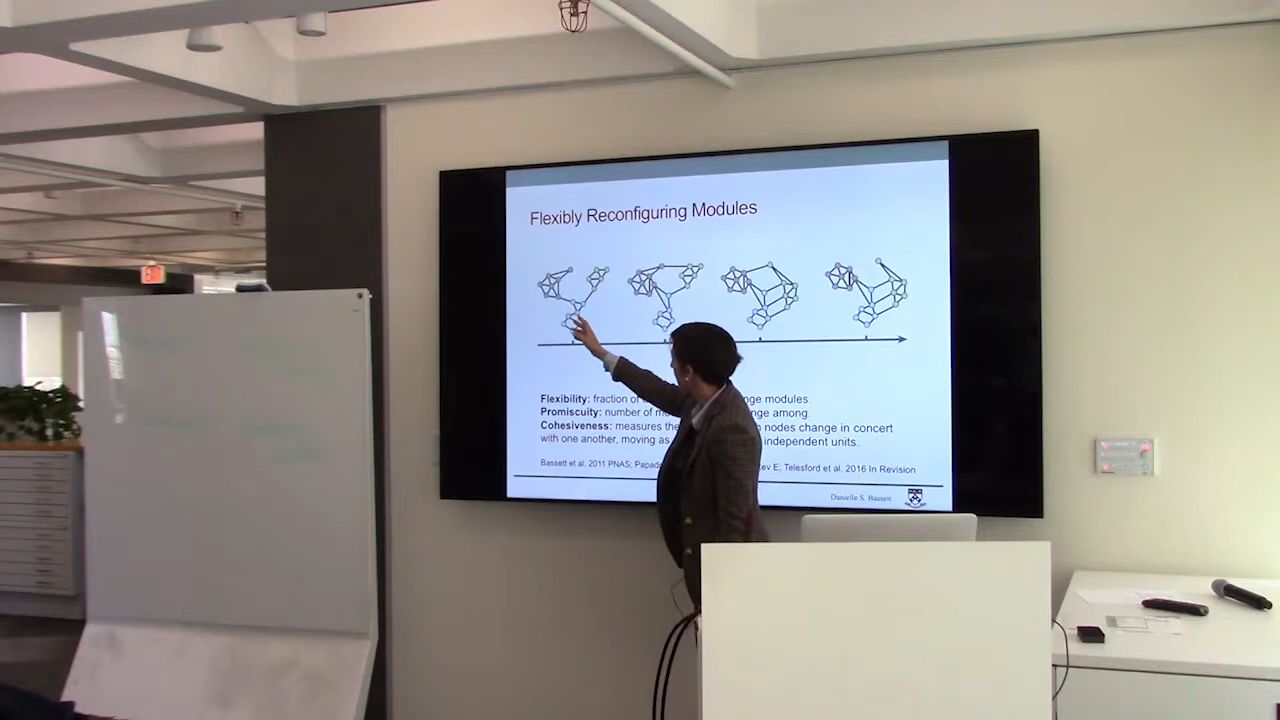 Flexibly Reconfiguring Modules
Flexibility: fraction of nge modules.
Promiscuity: number of mo nge among.
Cohesiveness: measures the nodes change in concert
with one another, moving as independent units.
Bassett et al. 2011 PNAS; Papad Rev E; Telesford et al. 2016 In Revision
Danielle S. Bassett